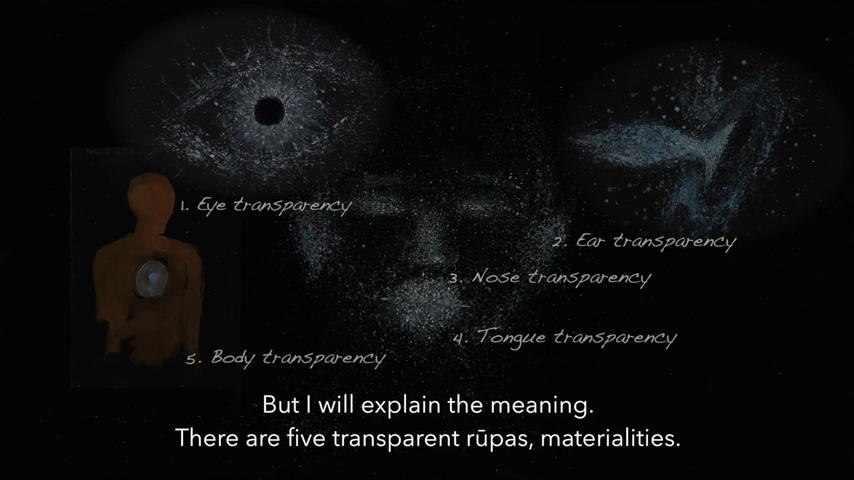 1. Eye transparency
2. Ear transparency
3. Nose transparency
4. Tongue transparency
5. Body transparency
But I will explain the meaning.
There are five transparent rūpas, materialities.